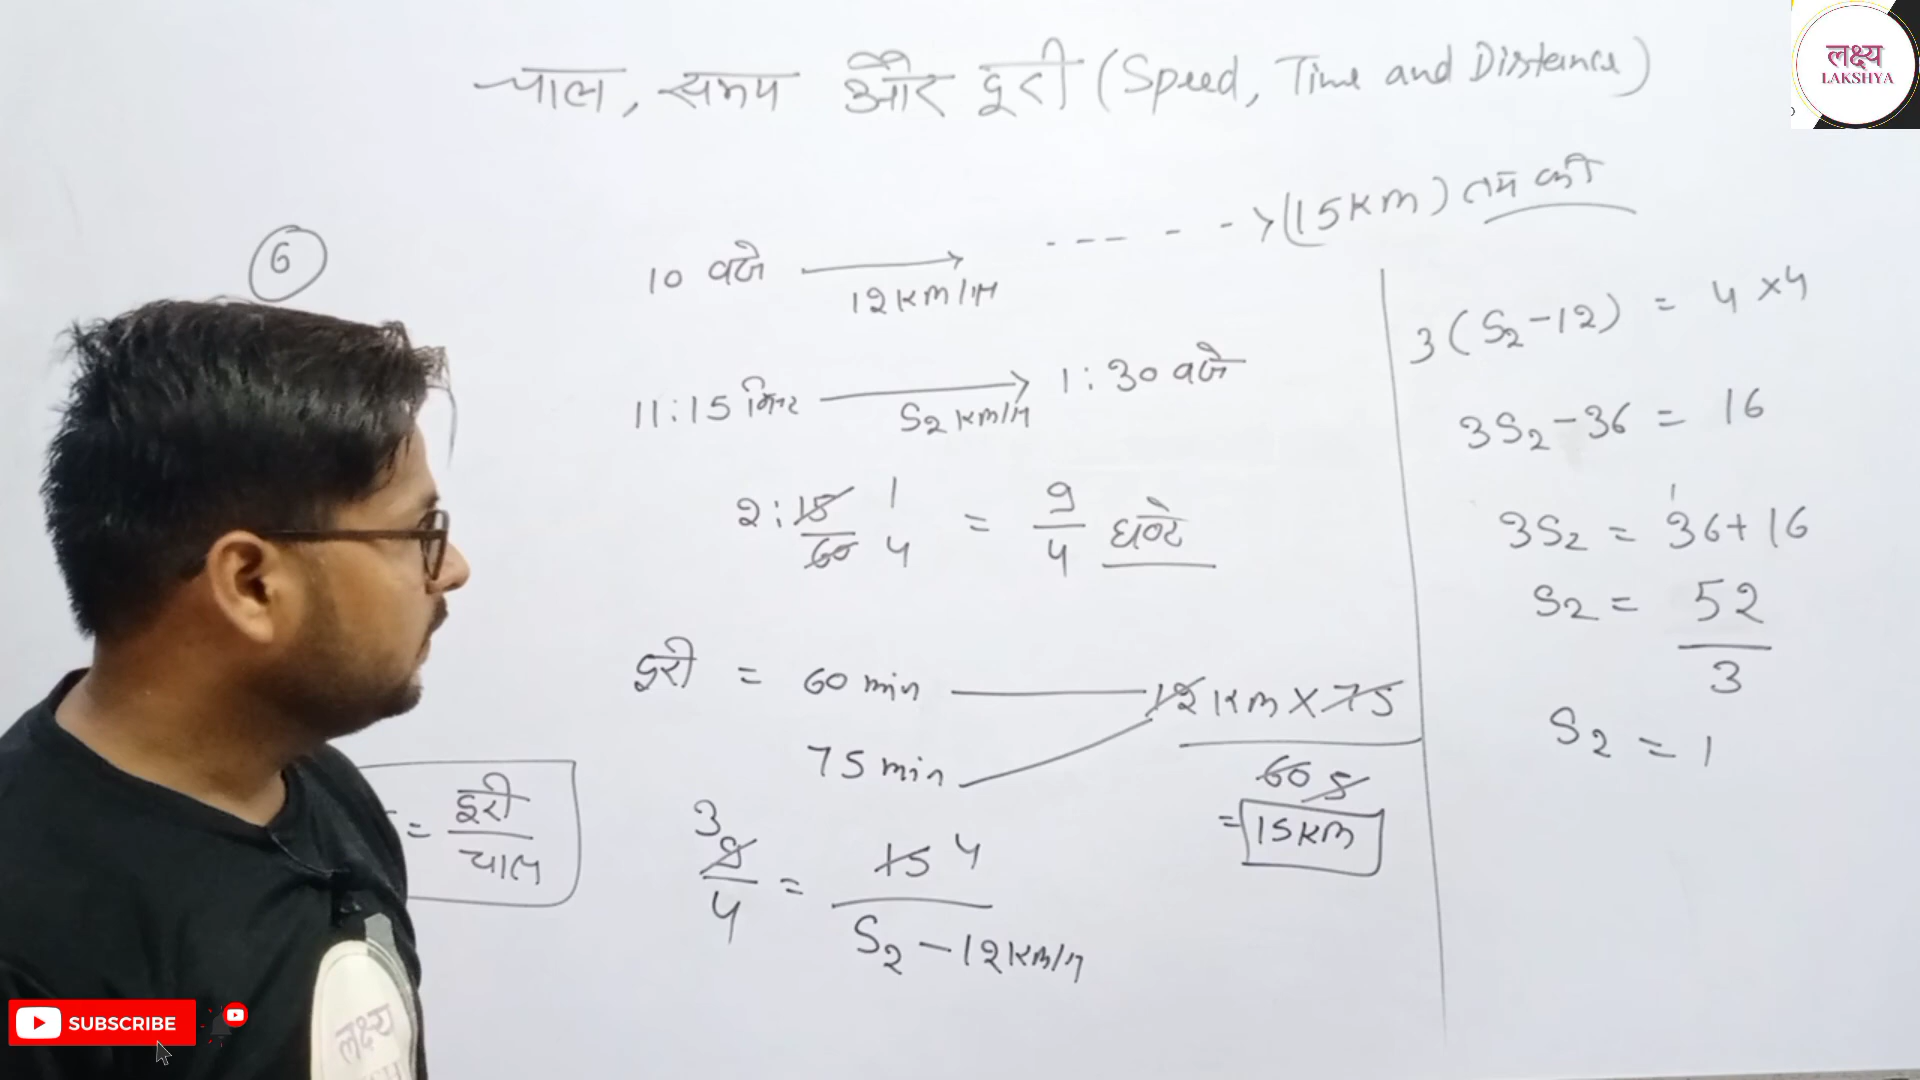 चाल, समय और दूरी (Speed, Time and Distance)
लक्ष्य
LAKSHYA
6
10 बजे 12 km/H (15 km) तय की
11:15 मिनट S2 km/H 1:30 बजे
2: 15/60 1/4 = 9/4 घण्टे
दूरी = 60 min 12 km X 75
75 min 60 5
= 15 km
= दूरी/चाल
3 9/4 = 15 4/S2 - 12 km/H
3(S2 - 12) = 4 x 4
3S2 - 36 = 16
3S2 = 36 + 16
S2 = 52/3
S2 = 1
SUBSCRIBE
लक्ष्य